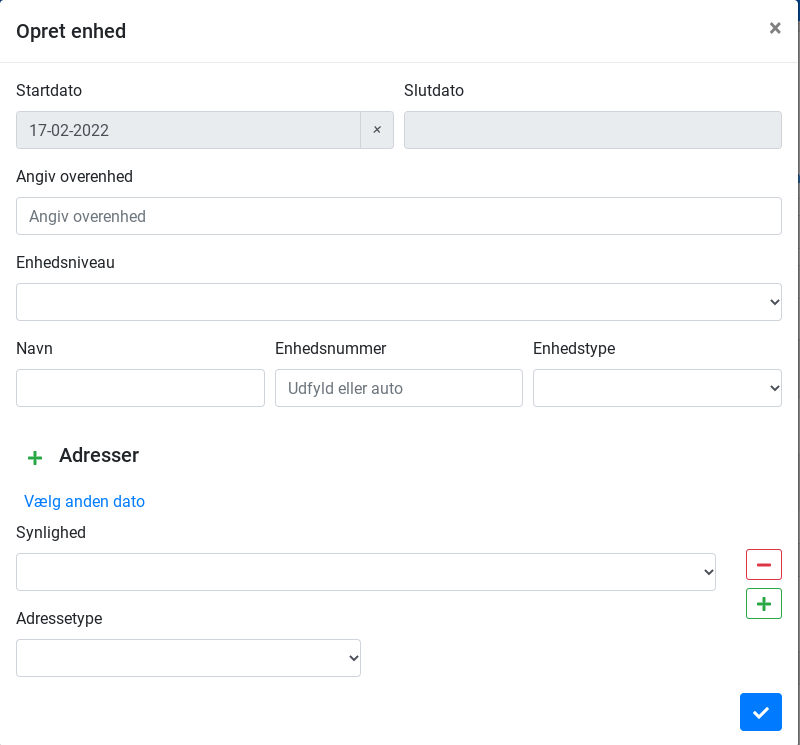 Opret enhed
×
Startdato
Slutdato
17-02-2022
×
Angiv overenhed
Angiv overenhed
Enhedsniveau
Navn
Enhedsnummer
Enhedstype
Udfyld eller auto
Adresser
Vælg anden dato
Synlighed
Adressetype